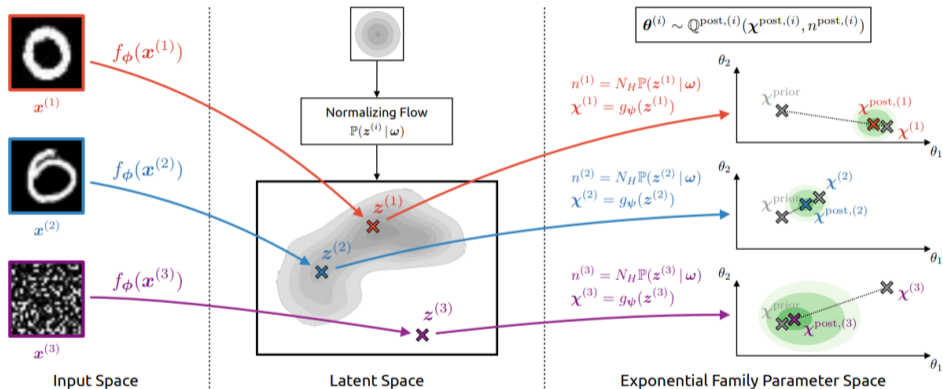 θ^(i) ∼ ℚ^post,(i)(χ^post,(i), n^post,(i))
f_ϕ(x^(1))
x^(1)
Normalizing Flow
ℙ(z^(i) | ω)
z^(1)
n^(1) = N_H ℙ(z^(1) | ω)
χ^(1) = g_ψ(z^(1))
θ_2
χ^prior
χ^post,(1)
χ^(1)
θ_1
f_ϕ(x^(2))
x^(2)
z^(2)
n^(2) = N_H ℙ(z^(2) | ω)
χ^(2) = g_ψ(z^(2))
θ_2
χ^prior
χ^(2)
χ^post,(2)
θ_1
f_ϕ(x^(3))
x^(3)
z^(3)
n^(3) = N_H ℙ(z^(3) | ω)
χ^(3) = g_ψ(z^(3))
θ_2
χ^prior
χ^post,(3)
χ^(3)
θ_1
Input Space
Latent Space
Exponential Family Parameter Space